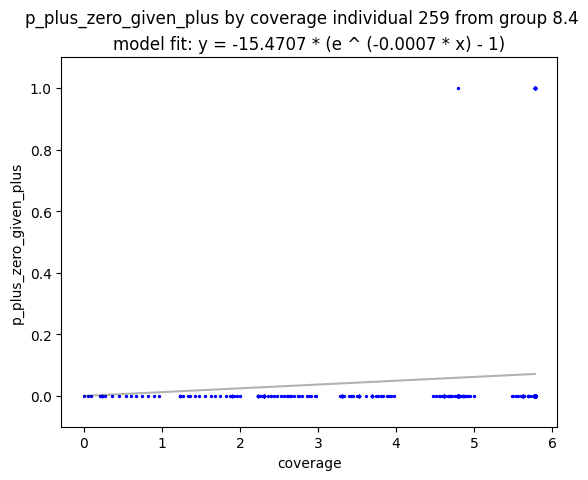 p_plus_zero_given_plus by coverage individual 259 from group 8.4
model fit: y = -15.4707 * (e ^ (-0.0007 * x) - 1)
p_plus_zero_given_plus
1.0
0.8
0.6
0.4
0.2
0.0
0 1 2 3 4 5 6
coverage